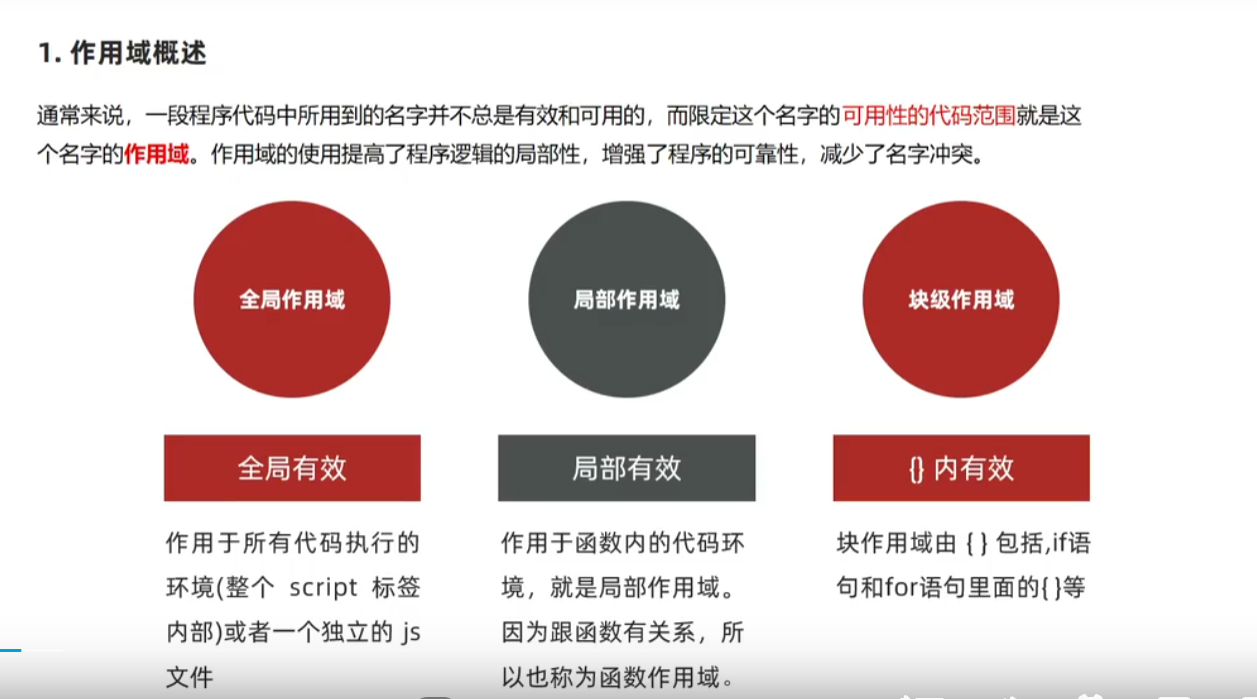 1. 作用域概述
通常来说，一段程序代码中所用到的名字并不总是有效和可用的，而限定这个名字的可用性的代码范围就是这
个名字的作用域。作用域的使用提高了程序逻辑的局部性，增强了程序的可靠性，减少了名字冲突。
全局作用域
局部作用域
块级作用域
全局有效
局部有效
{} 内有效
作用于所有代码执行的
环境(整个 script 标签
内部)或者一个独立的 js
文件
作用于函数内的代码环
境，就是局部作用域。
因为跟函数有关系，所
以也称为函数作用域。
块作用域由 { } 包括,if语
句和for语句里面的{ }等